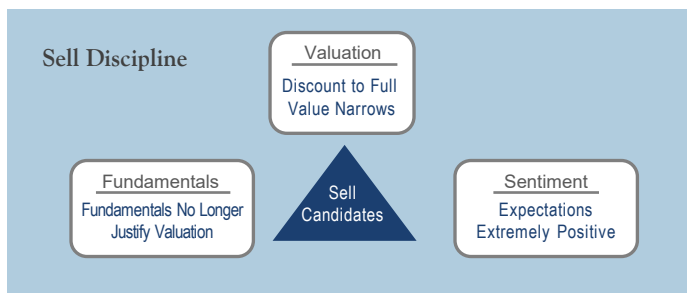 Sell Discipline
Valuation
Discount to Full
Value Narrows
Fundamentals
Fundamentals No Longer
Justify Valuation
Sell
Candidates
Sentiment
Expectations
Extremely Positive